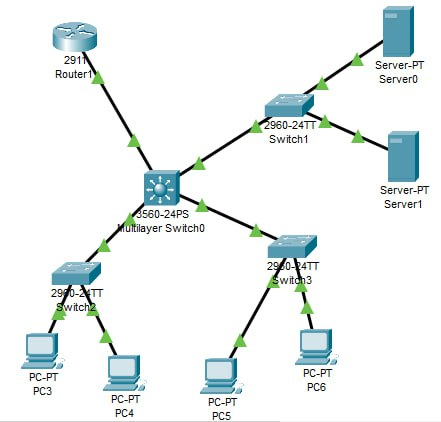 2911
Router1
Server-PT
Server0
2960-24TT
Switch1
Server-PT
Server1
3560-24PS
Multilayer Switch0
2960-24TT
Switch3
2960-24TT
Switch2
PC-PT
PC3
PC-PT
PC4
PC-PT
PC5
PC-PT
PC6